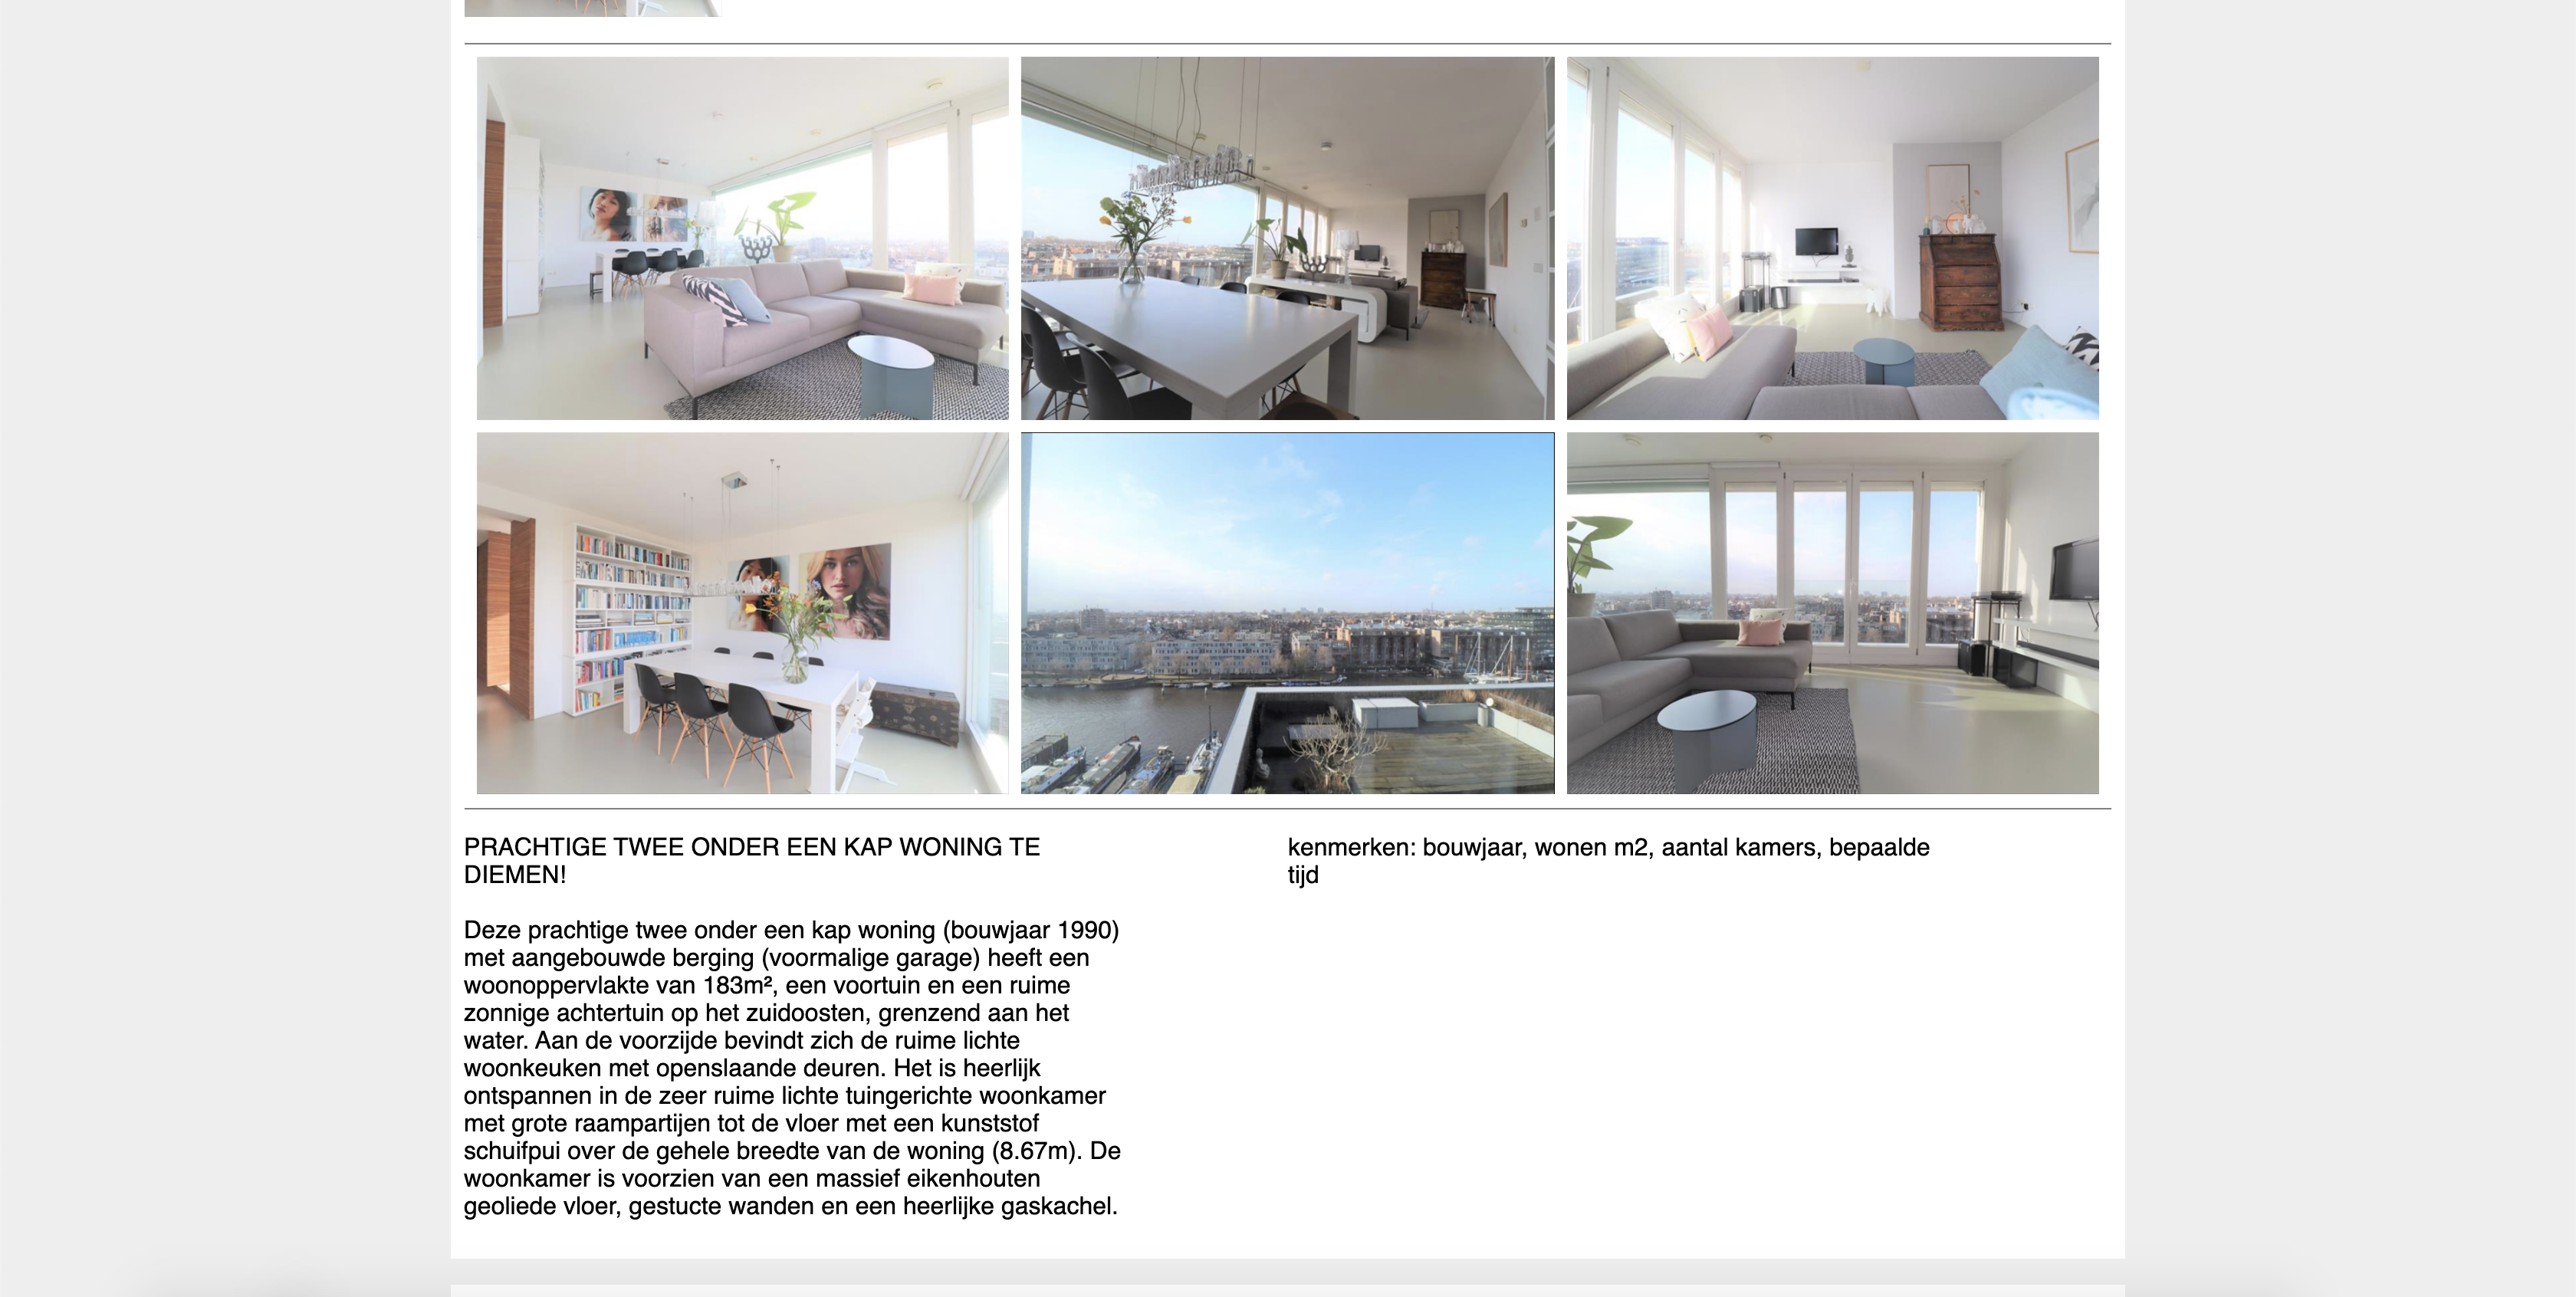 PRACHTIGE TWEE ONDER EEN KAP WONING TE
DIEMEN!
Deze prachtige twee onder een kap woning (bouwjaar 1990)
met aangebouwde berging (voormalige garage) heeft een
woonoppervlakte van 183m², een voortuin en een ruime
zonnige achtertuin op het zuidoosten, grenzend aan het
water. Aan de voorzijde bevindt zich de ruime lichte
woonkeuken met openslaande deuren. Het is heerlijk
ontspannen in de zeer ruime lichte tuingerichte woonkamer
met grote raampartijen tot de vloer met een kunststof
schuifpui over de gehele breedte van de woning (8.67m). De
woonkamer is voorzien van een massief eikenhouten
geoliede vloer, gestucte wanden en een heerlijke gaskachel.
kenmerken: bouwjaar, wonen m2, aantal kamers, bepaalde
tijd